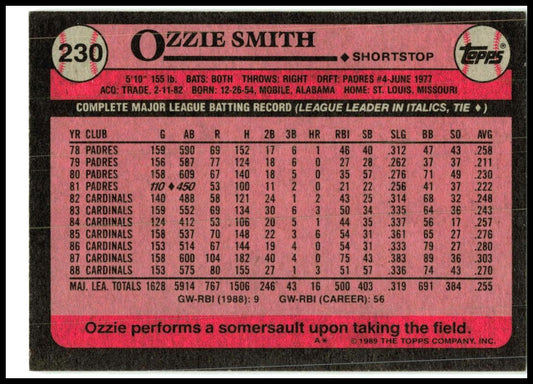 230
OZZIE SMITH
♦ SHORTSTOP
Topps®
5'10" 155 lb. BATS: BOTH THROWS: RIGHT DRFT: PADRES #4-JUNE 1977
ACQ: TRADE, 2-11-82 BORN: 12-26-54, MOBILE, ALABAMA HOME: ST. LOUIS, MISSOURI
COMPLETE MAJOR LEAGUE BATTING RECORD (LEAGUE LEADER IN ITALICS, TIE ♦)
YR CLUB G AB R H 2B 3B HR RBI SB SLG BB SO AVG
78 PADRES 159 590 69 152 17 6 1 46 40 .312 47 43 .258
79 PADRES 156 587 77 124 18 6 0 27 28 .262 37 37 .211
80 PADRES 158 609 67 140 18 5 0 35 57 .276 71 49 .230
81 PADRES 110 ♦450 53 100 11 2 0 21 22 .256 41 37 .222
82 CARDINALS 140 488 58 121 24 1 2 43 25 .314 68 32 .248
83 CARDINALS 159 552 69 134 30 6 3 50 34 .335 64 36 .243
84 CARDINALS 124 412 53 106 20 5 1 44 35 .337 56 17 .257
85 CARDINALS 158 537 70 148 22 3 6 54 31 .361 65 27 .276
86 CARDINALS 153 514 67 144 19 4 0 54 31 .333 79 27 .280
87 CARDINALS 158 600 104 182 40 4 0 75 43 .383 89 36 .303
88 CARDINALS 153 575 80 155 27 1 3 51 57 .336 74 43 .270
MAJ. LEA. TOTALS 1628 5914 767 1506 246 43 16 500 403 .319 691 384 .255
GW-RBI (1988): 9 GW-RBI (CAREER): 56
Ozzie performs a somersault upon taking the field.
A* © 1989 THE TOPPS COMPANY, INC.